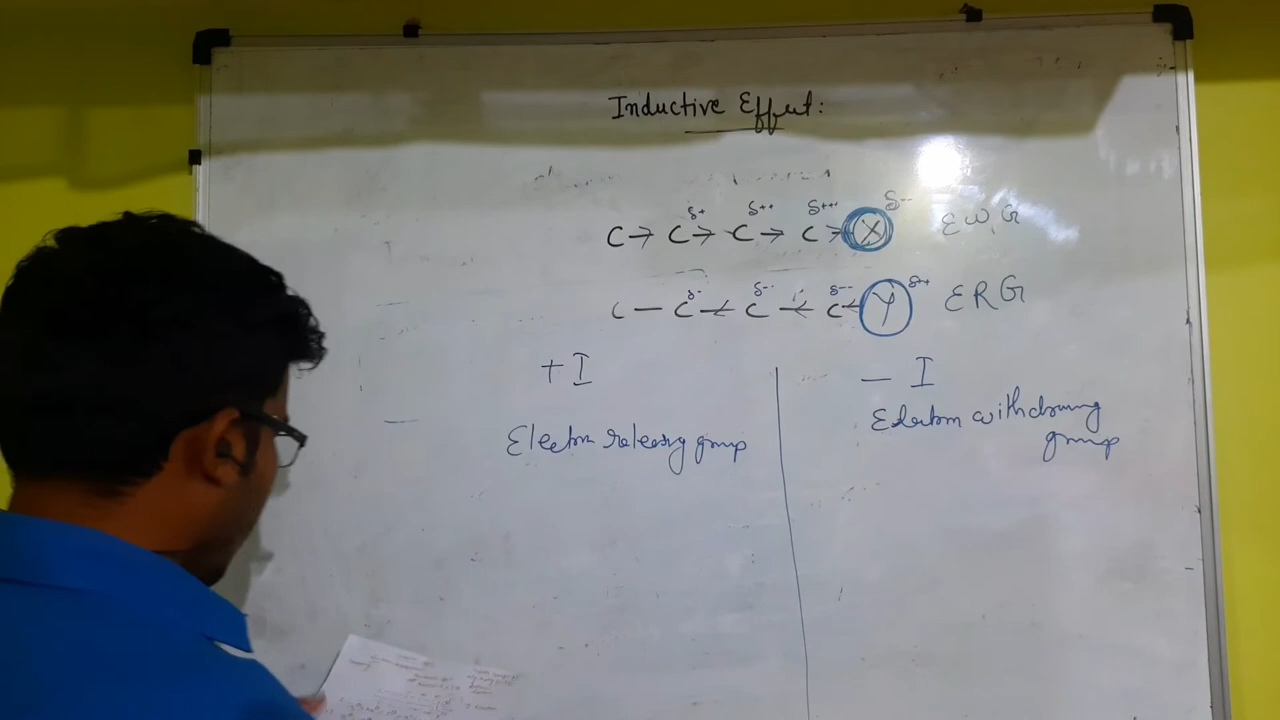 Inductive Effect:
C → C δ+ → C δ++ → C δ+++ → X δ-- EWG
C — C δ- ← C δ-- ← C δ--- ← Y δ++ ERG
+I
— I
Electron releasing group
Electron withdrawing
group